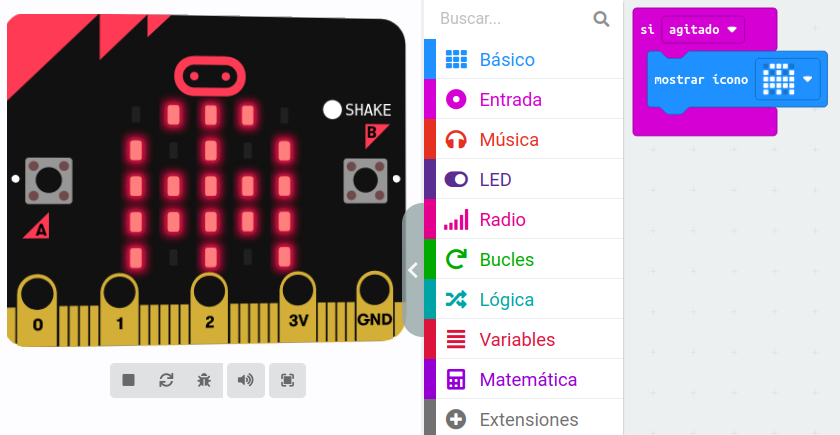 SHAKE
B
A
0 1 2 3V GND
Buscar...
Básico
Entrada
Música
LED
Radio
Bucles
Lógica
Variables
Matemática
Extensiones
si agitado
mostrar ícono